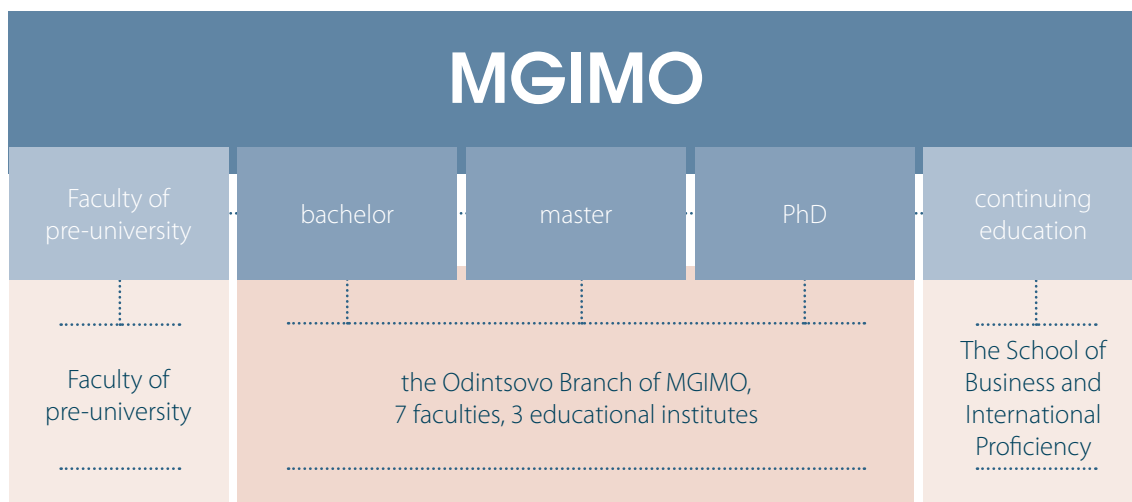 MGIMO
Faculty of
pre-university
bachelor
master
PhD
continuing
education
Faculty of
pre-university
the Odintsovo Branch of MGIMO,
7 faculties, 3 educational institutes
The School of
Business and
International
Proficiency